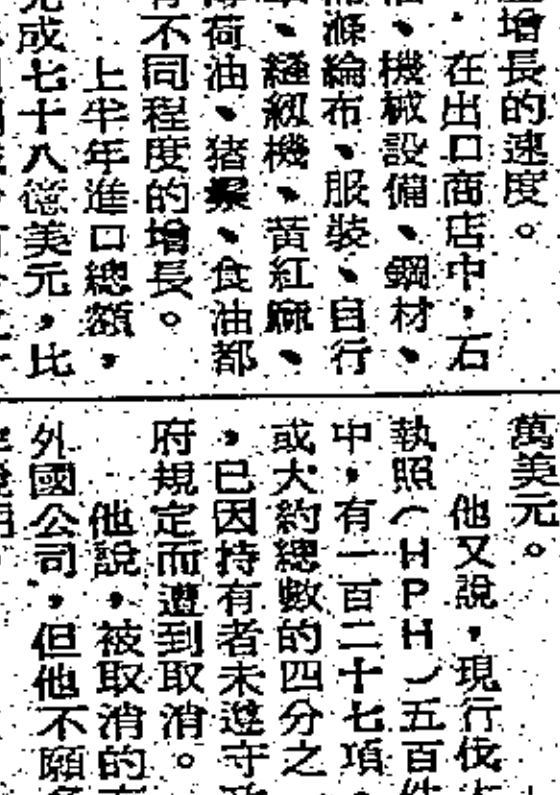 增長的速度。
在出口商店中，石
、機械設備、鋼材、
滌綸布、服裝、自行
、縫紉機、黃紅麻、
荷油、猪鬃、食油都
不同程度的增長。
上半年進口總額，
成七十八億美元，比
萬美元。
他又說，現行伐
執照（HPH）五百
中，有一百二十七項
或大約總數的四分之
，已因持有者未遵守
府規定而遭到取消。
他說，被取消的
外國公司，但他不願